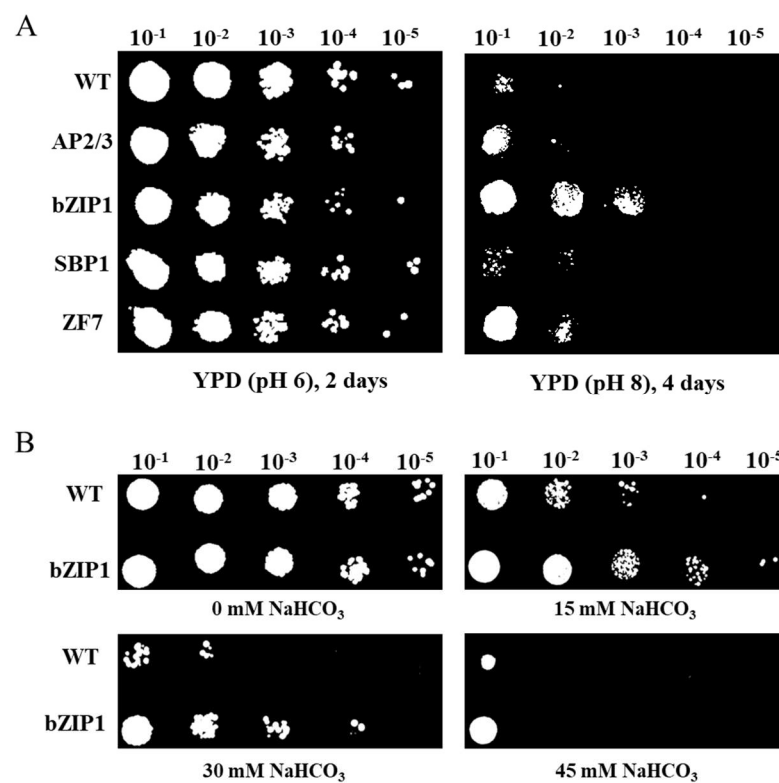 A
10⁻¹ 10⁻² 10⁻³ 10⁻⁴ 10⁻⁵ 10⁻¹ 10⁻² 10⁻³ 10⁻⁴ 10⁻⁵
WT
AP2/3
bZIP1
SBP1
ZF7
YPD (pH 6), 2 days YPD (pH 8), 4 days
B
10⁻¹ 10⁻² 10⁻³ 10⁻⁴ 10⁻⁵ 10⁻¹ 10⁻² 10⁻³ 10⁻⁴ 10⁻⁵
WT
bZIP1
0 mM NaHCO₃ 15 mM NaHCO₃
WT
bZIP1
30 mM NaHCO₃ 45 mM NaHCO₃